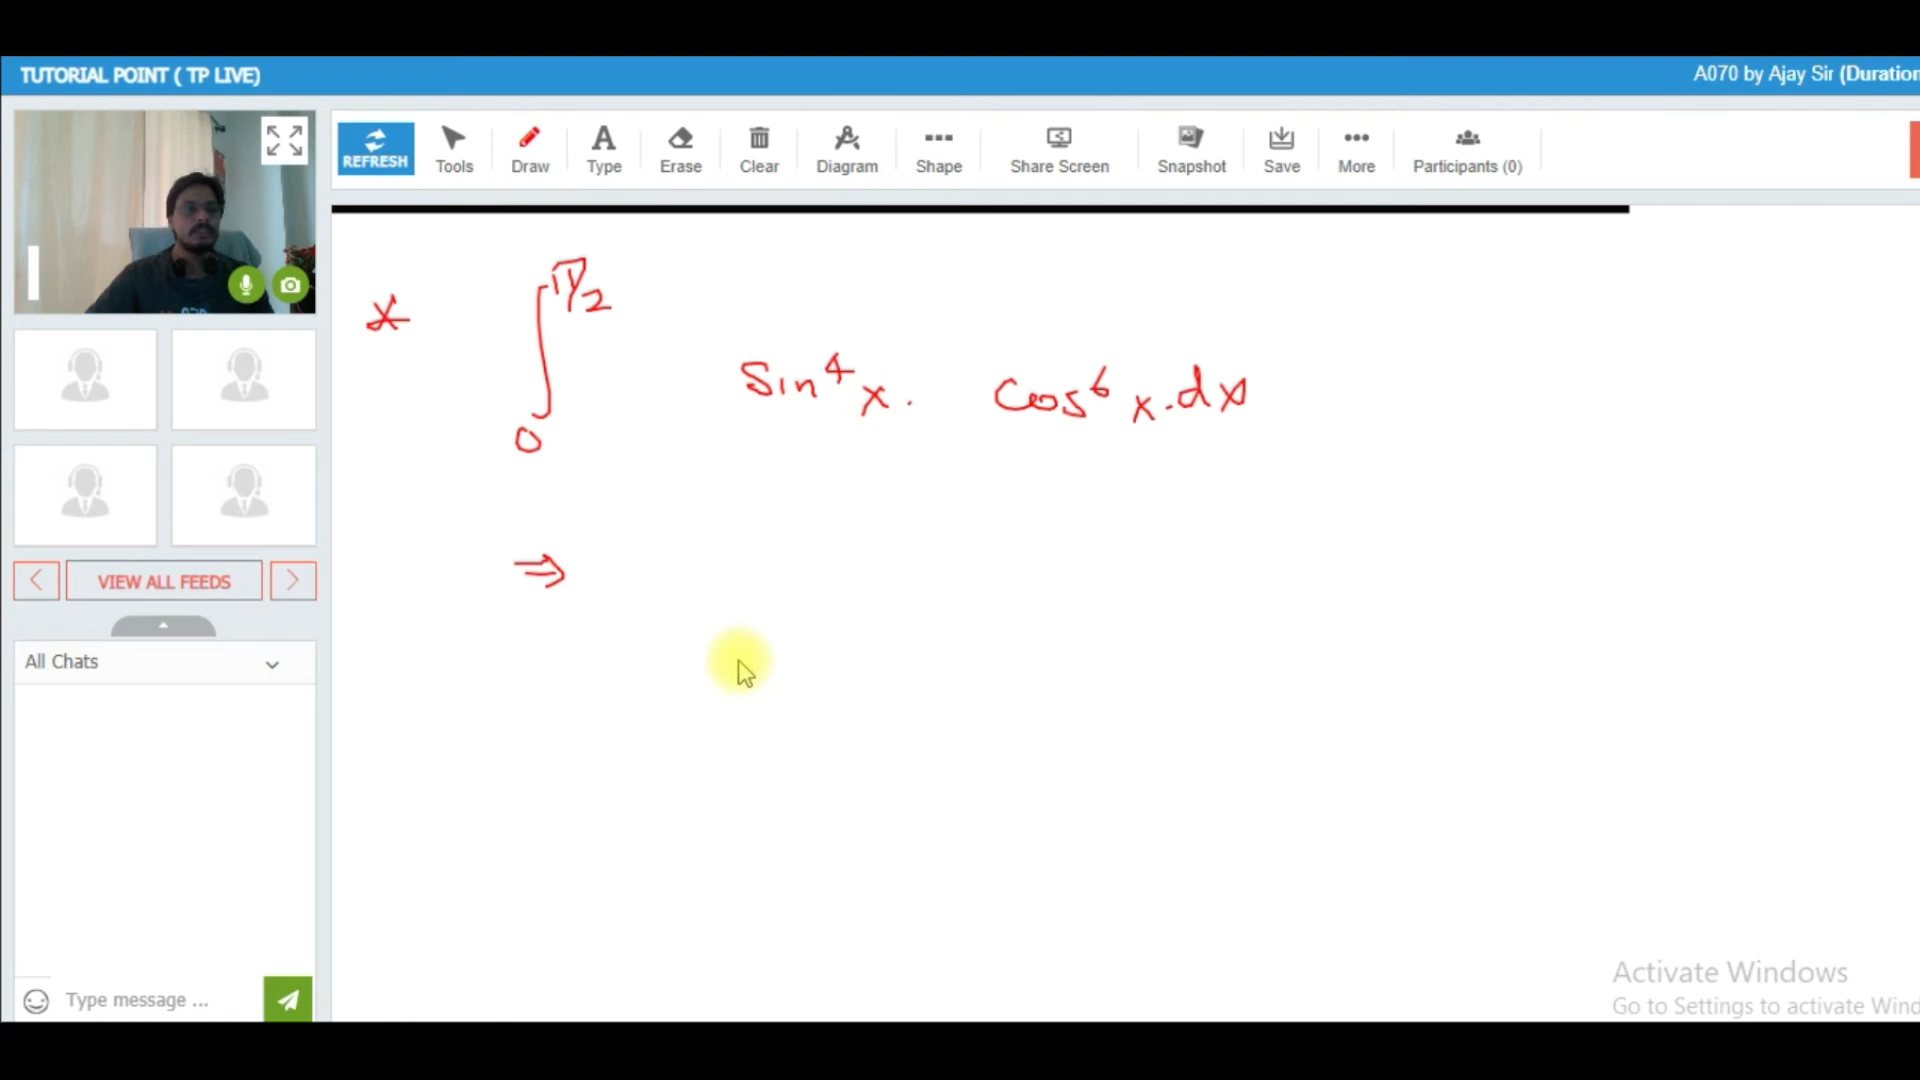 TUTORIAL POINT ( TP LIVE)
A070 by Ajay Sir (Duration
REFRESH
Tools
Draw
Type
Erase
Clear
Diagram
Shape
Share Screen
Snapshot
Save
More
Participants (0)
* ∫₀^(π/2) Sin⁴ x . Cos⁶ x . dx
⇒
VIEW ALL FEEDS
All Chats
Type message ...
Activate Windows
Go to Settings to activate Wind